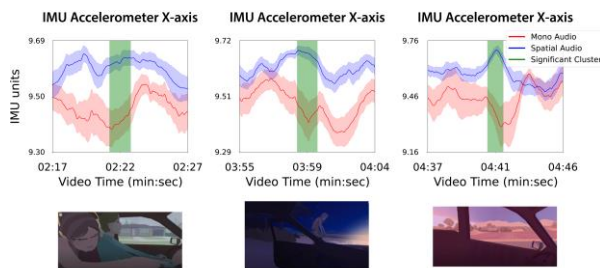 IMU Accelerometer X-axis
IMU Accelerometer X-axis
IMU Accelerometer X-axis
Mono Audio
Spatial Audio
Significant Cluster
IMU units
9.69
9.50
9.30
02:17
02:22
02:27
Video Time (min:sec)
9.72
9.51
9.29
03:55
03:59
04:04
Video Time (min:sec)
9.76
9.46
9.16
04:37
04:41
04:46
Video Time (min:sec)